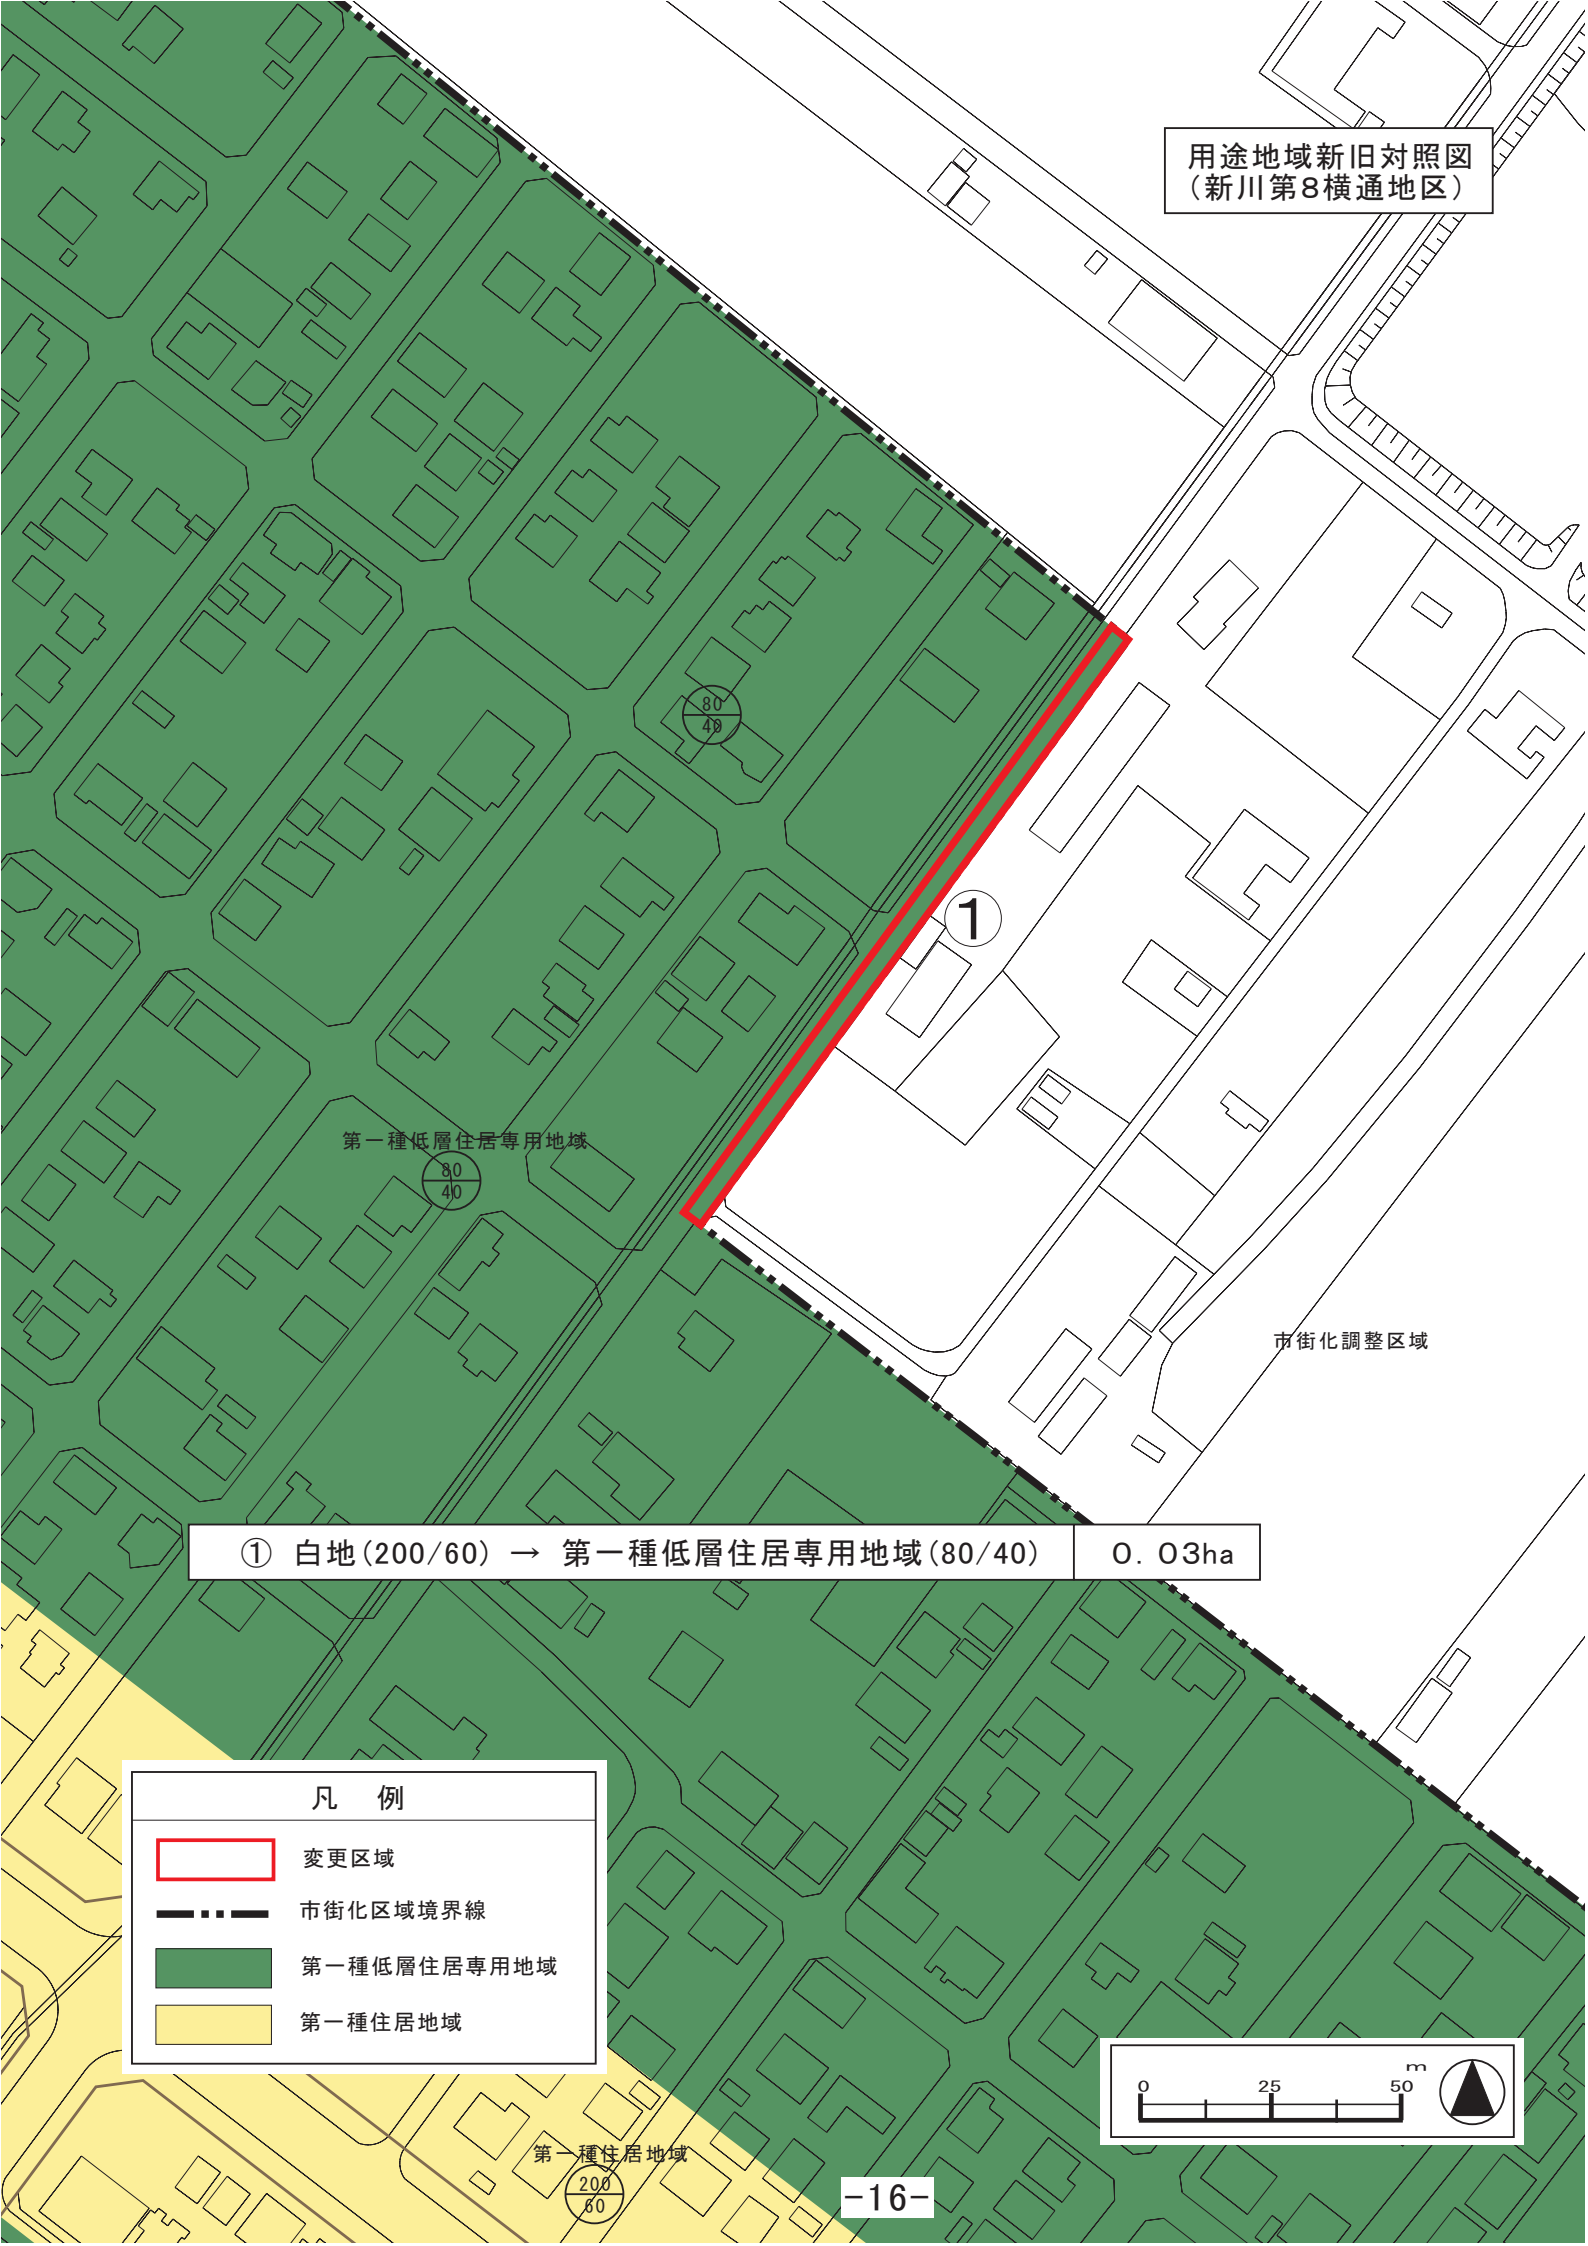 用途地域新旧対照図
(新川第8横通地区)
80
40
①
第一種低層住居専用地域
80
40
市街化調整区域
① 白地(200/60) → 第一種低層住居専用地域(80/40)
0.03ha
凡 例
変更区域
市街化区域境界線
第一種低層住居専用地域
第一種住居地域
m
0 25 50
第一種住居地域
200
60
-16-